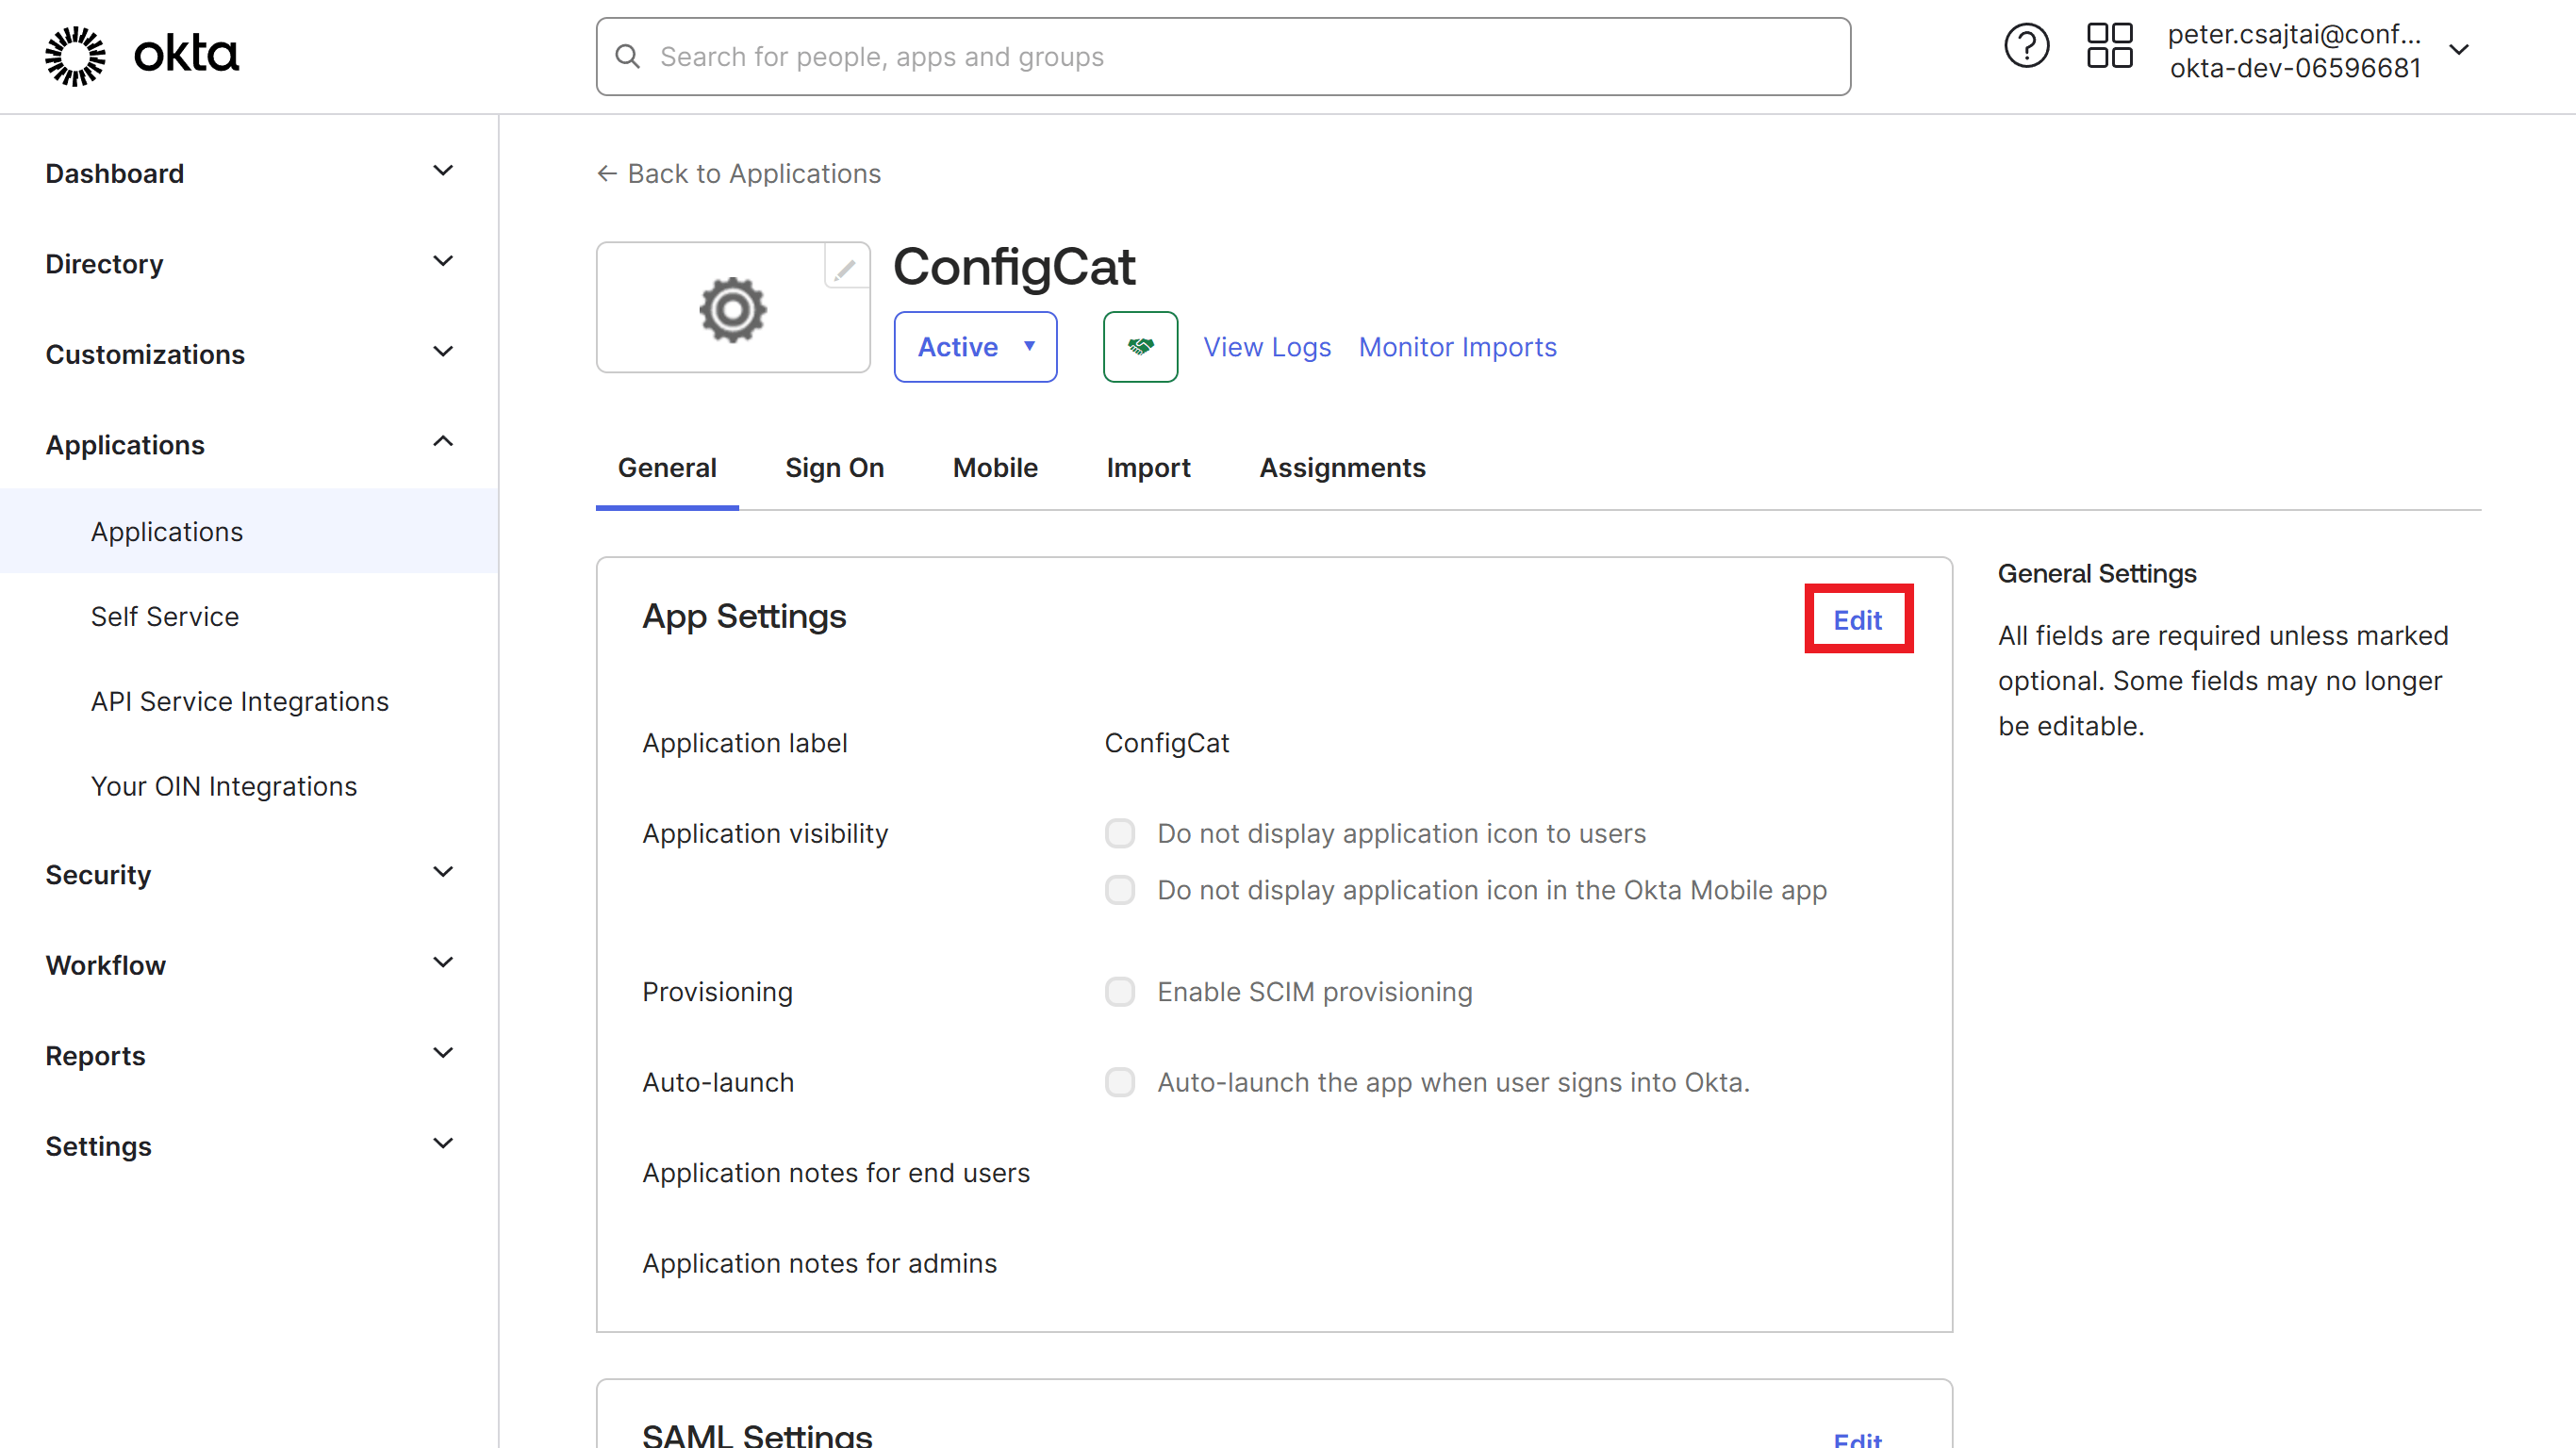 okta
Search for people, apps and groups
peter.csajtai@conf...
okta-dev-06596681
Dashboard
Directory
Customizations
Applications
Applications
Self Service
API Service Integrations
Your OIN Integrations
Security
Workflow
Reports
Settings
← Back to Applications
ConfigCat
Active
View Logs
Monitor Imports
General
Sign On
Mobile
Import
Assignments
App Settings
Edit
Application label
ConfigCat
Application visibility
Do not display application icon to users
Do not display application icon in the Okta Mobile app
Provisioning
Enable SCIM provisioning
Auto-launch
Auto-launch the app when user signs into Okta.
Application notes for end users
Application notes for admins
SAML Settings
Edit
General Settings
All fields are required unless marked
optional. Some fields may no longer
be editable.